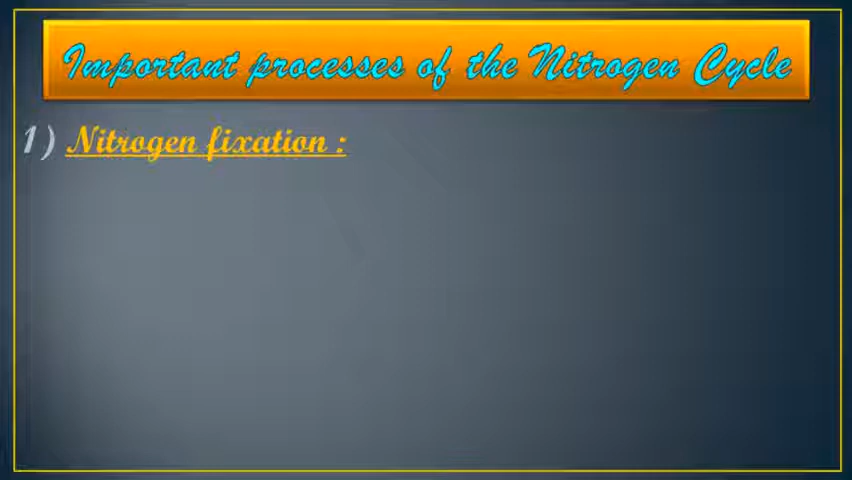 Important processes of the Nitrogen Cycle
1) Nitrogen fixation :